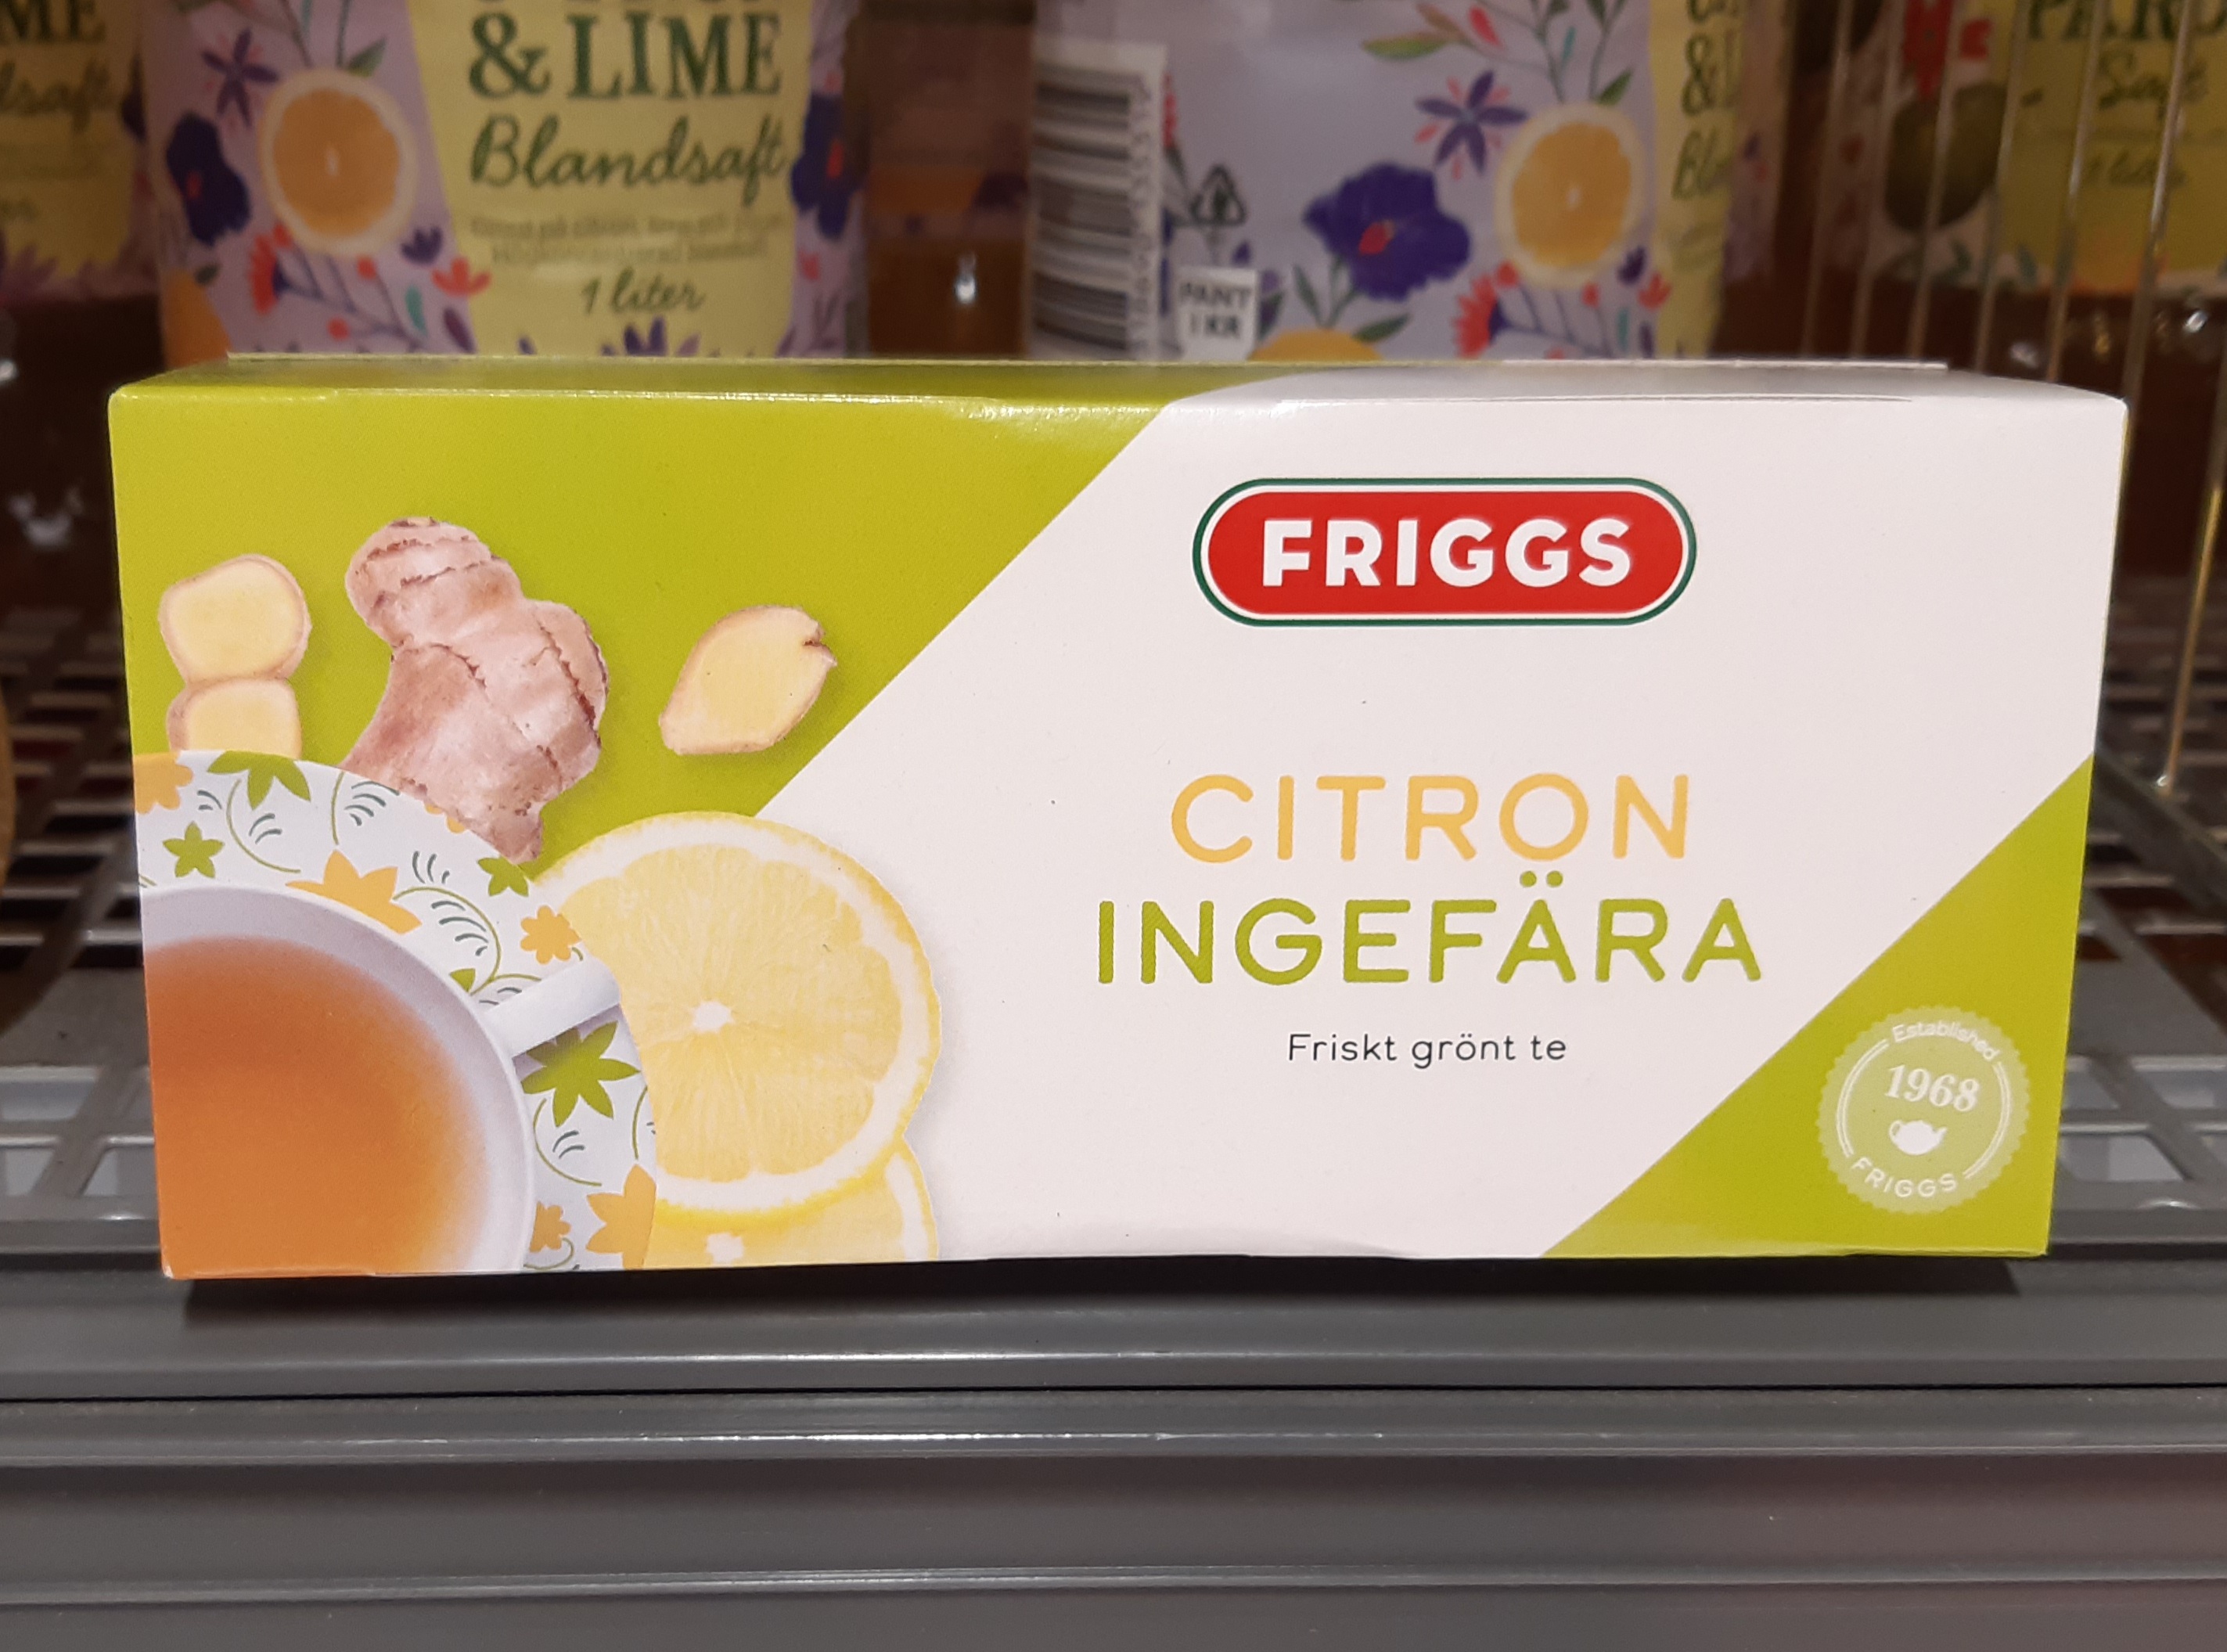 & LIME
Blandsaft
1 liter
PANT
1 KR
FRIGGS
CITRON
INGEFÄRA
Friskt grönt te
Established
1968
FRIGGS